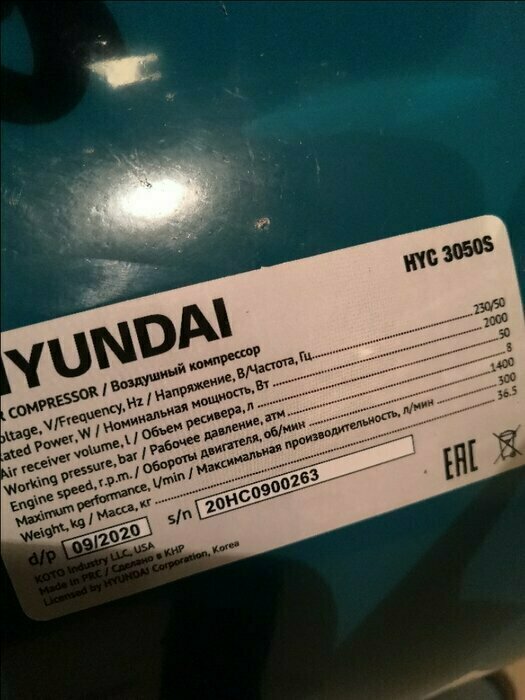 HYC 3050S
HYUNDAI
COMPRESSOR / Воздушный компрессор
Voltage, V/Frequency, Hz / Напряжение, В/Частота, Гц 230/50
Rated Power, W / Номинальная мощность, Вт 2000
Air receiver volume, l / Объем ресивера, л 50
Working pressure, bar / Рабочее давление, атм 8
Engine speed, r.p.m. / Обороты двигателя, об/мин 1400
Maximum performance, l/min / Максимальная производительность, л/мин 300
Weight, kg / Масса, кг 36.5
d/p 09/2020 s/n 20HC0900263
EAC
KOTO Industry LLC, USA
Made in PRC / Сделано в КНР
Licensed by HYUNDAI Corporation, Korea